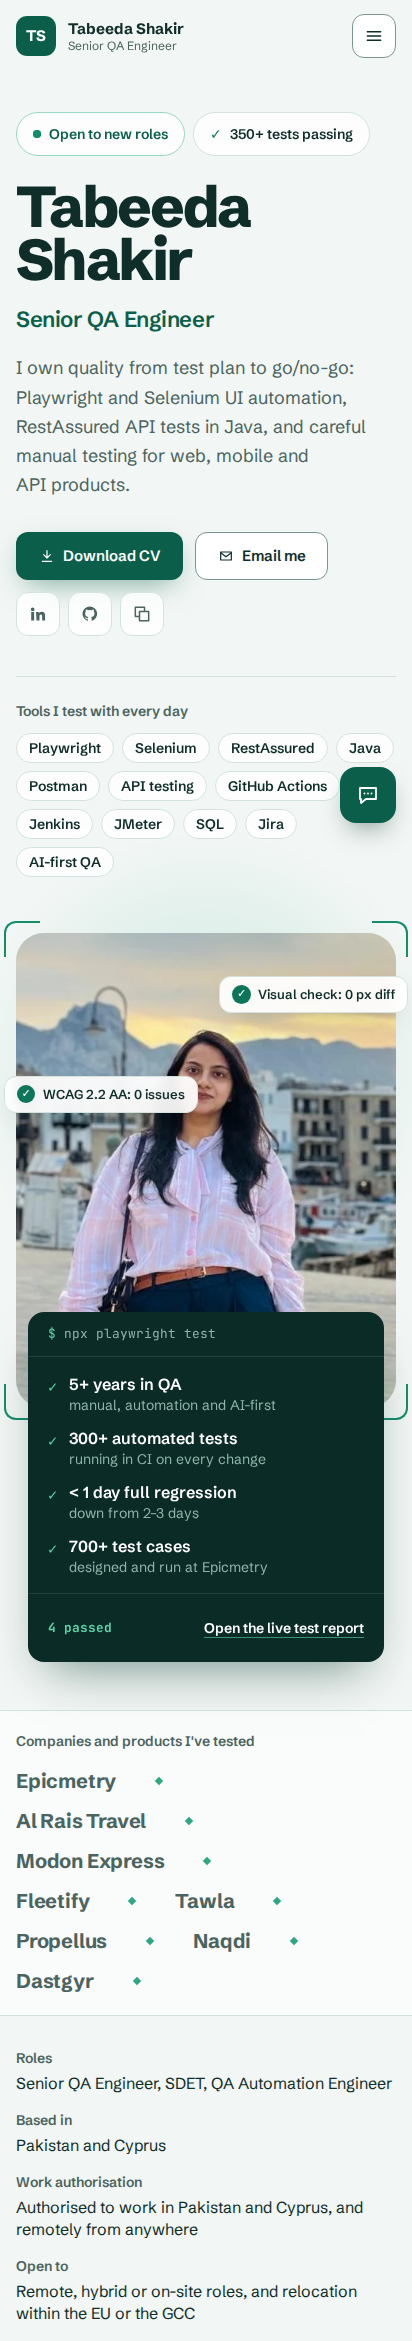 TS
Tabeeda Shakir
Senior QA Engineer
Open to new roles
✓ 350+ tests passing
Tabeeda
Shakir
Senior QA Engineer
I own quality from test plan to go/no-go:
Playwright and Selenium UI automation,
RestAssured API tests in Java, and careful
manual testing for web, mobile and
API products.
Download CV
Email me
in
Tools I test with every day
Playwright Selenium RestAssured Java
Postman API testing GitHub Actions
Jenkins JMeter SQL Jira
AI-first QA
✓ Visual check: 0 px diff
✓ WCAG 2.2 AA: 0 issues
$ npx playwright test
✓ 5+ years in QA
manual, automation and AI-first
✓ 300+ automated tests
running in CI on every change
✓ < 1 day full regression
down from 2–3 days
✓ 700+ test cases
designed and run at Epicmetry
4 passed
Open the live test report
Companies and products I've tested
Epicmetry
Al Rais Travel
Modon Express
Fleetify Tawla
Propellus Naqdi
Dastgyr
Roles
Senior QA Engineer, SDET, QA Automation Engineer
Based in
Pakistan and Cyprus
Work authorisation
Authorised to work in Pakistan and Cyprus, and
remotely from anywhere
Open to
Remote, hybrid or on-site roles, and relocation
within the EU or the GCC